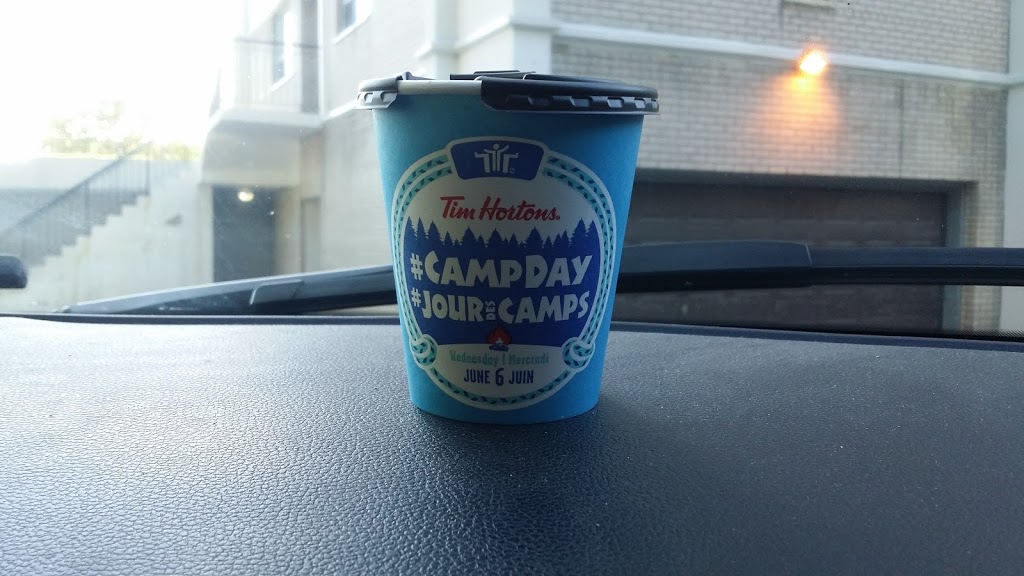 Tim Hortons.
#CAMPDAY
#JOUR DES CAMPS
Wednesday | Mercredi
JUNE 6 JUIN